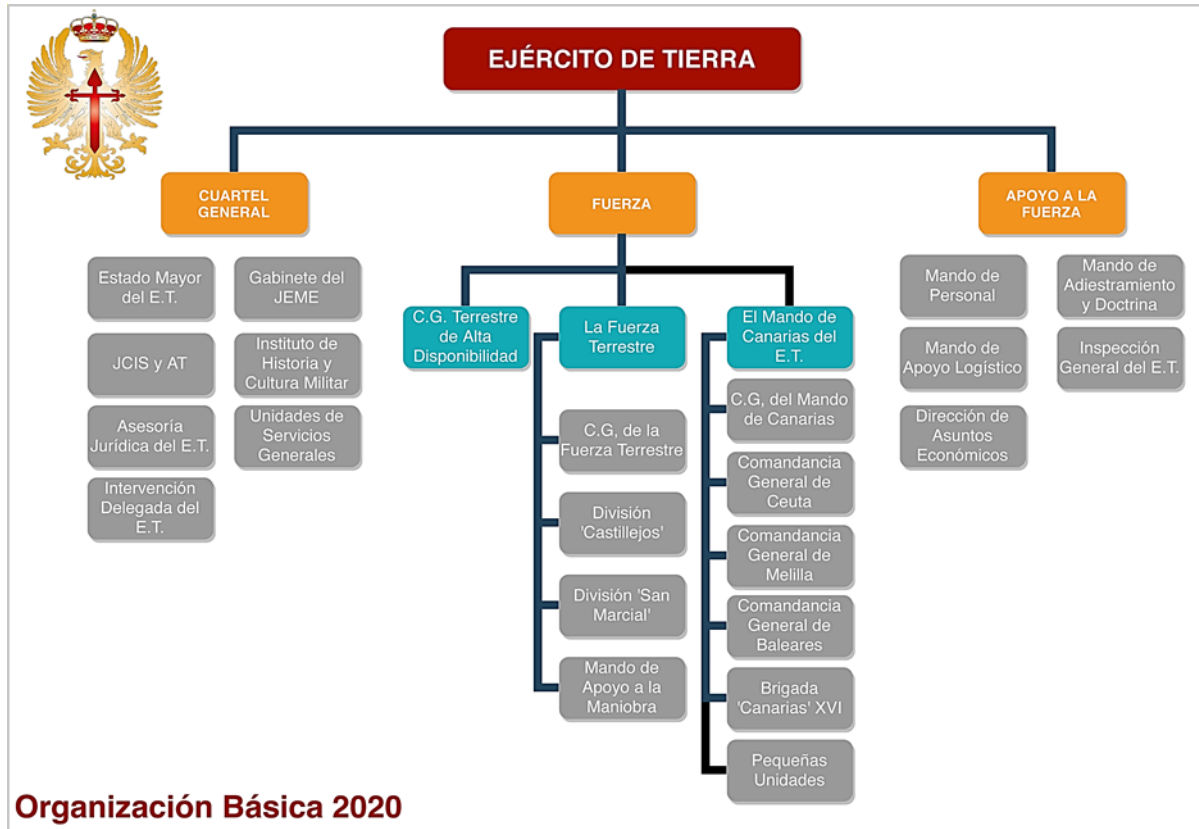 EJÉRCITO DE TIERRA
CUARTEL
GENERAL
Estado Mayor
del E.T.
Gabinete del
JEME
JCIS y AT
Instituto de
Historia y
Cultura Militar
Asesoría
Jurídica del E.T.
Unidades de
Servicios
Generales
Intervención
Delegada del
E.T.
FUERZA
C.G. Terrestre
de Alta
Disponibilidad
La Fuerza
Terrestre
C.G, de la
Fuerza Terrestre
División
'Castillejos'
División 'San
Marcial'
Mando de
Apoyo a la
Maniobra
El Mando de
Canarias del
E.T.
C.G, del Mando
de Canarias
Comandancia
General de
Ceuta
Comandancia
General de
Melilla
Comandancia
General de
Baleares
Brigada
'Canarias' XVI
Pequeñas
Unidades
APOYO A LA
FUERZA
Mando de
Personal
Mando de
Adiestramiento
y Doctrina
Mando de
Apoyo Logístico
Inspección
General del E.T.
Dirección de
Asuntos
Económicos
Organización Básica 2020